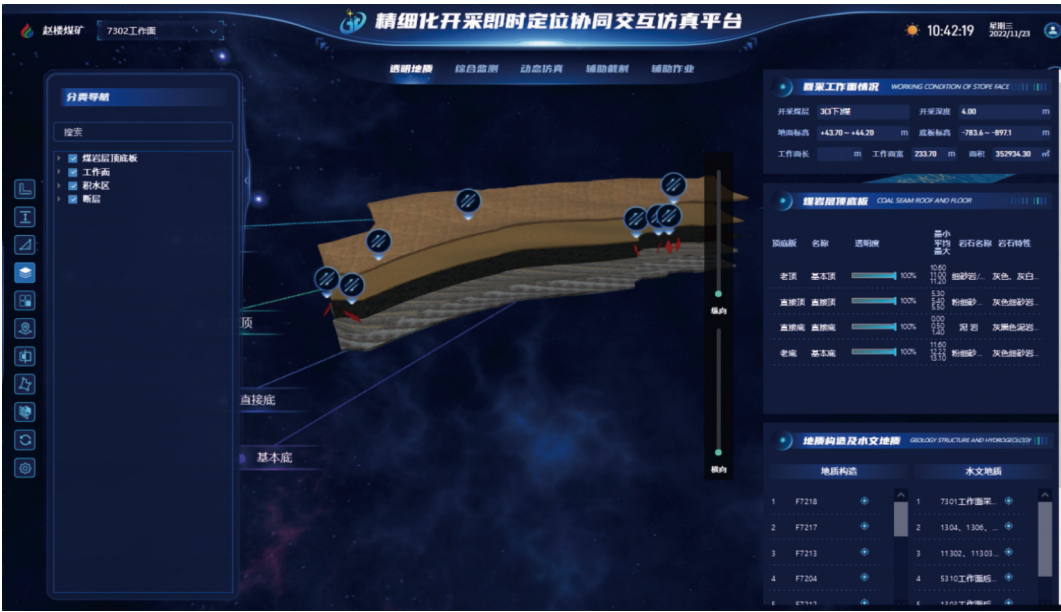 赵楼煤矿
7302工作面
精细化开采即时定位协同交互仿真平台
10:42:19
星期三
2022/11/23
透明地质 综合监测 动态仿真 辅助截割 辅助作业
分类导航
搜索
煤岩层顶底板
工作面
积水区
断层
顶
直接底
基本底
纵向
横向
回采工作面情况 WORKING CONDITION OF STOPE FACE
开采煤层 3(下)煤 开采深度 4.00 m
地面标高 +43.70 ~ +44.20 m 底板标高 -783.6 ~ -897.1 m
工作面长 m 工作面宽 233.70 m 面积 352934.30 ㎡
煤岩层顶底板 COAL SEAM ROOF AND FLOOR
顶底板 名称 透明度 最小 平均 最大 岩石名称 岩石特性
老顶 基本顶 100% 10.60 11.00 11.20 细砂岩/... 灰色、灰白...
直接顶 直接顶 100% 5.30 5.40 5.50 粉细砂... 灰色细砂岩...
直接底 直接底 100% 0.00 0.50 1.40 泥岩 灰黑色泥岩...
老底 基本底 100% 11.60 12.22 13.10 粉细砂... 灰色细砂岩...
地质构造及水文地质 GEOLOGY STRUCTURE AND HYDROGEOLOGY
地质构造 水文地质
1 F7218 1 7301工作面采...
2 F7217 2 1304、1306、...
3 F7213 3 11302、11303...
4 F7204 4 5310工作面后...